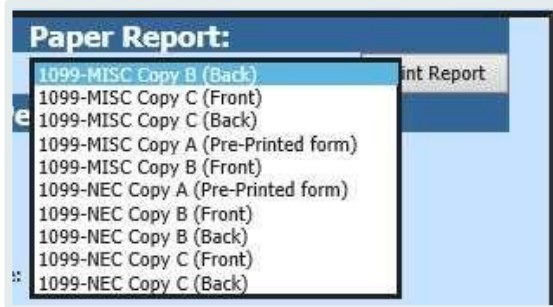 Paper Report:
1099-MISC Copy B (Back)
int Report
1099-MISC Copy C (Front)
1099-MISC Copy C (Back)
1099-MISC Copy A (Pre-Printed form)
1099-MISC Copy B (Front)
1099-NEC Copy A (Pre-Printed form)
1099-NEC Copy B (Front)
1099-NEC Copy B (Back)
1099-NEC Copy C (Front)
1099-NEC Copy C (Back)